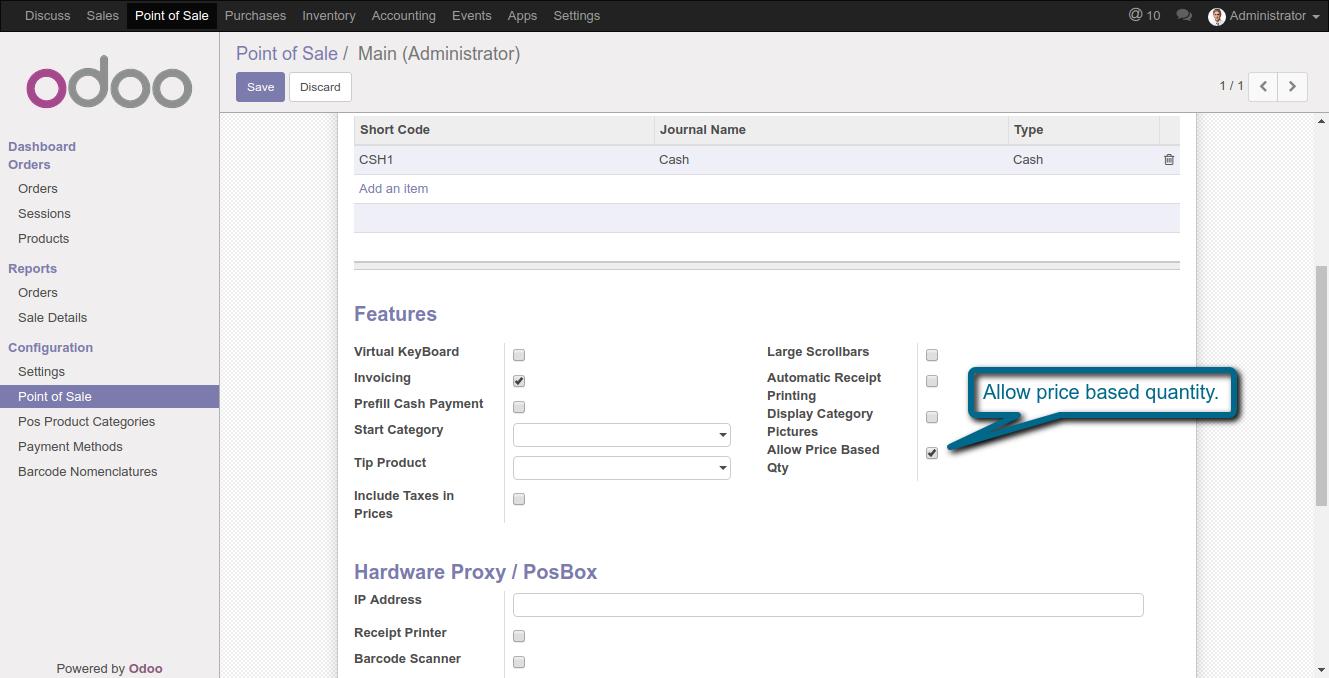 Discuss Sales Point of Sale Purchases Inventory Accounting Events Apps Settings @ 10 Administrator
odoo
Dashboard
Orders
Orders
Sessions
Products
Reports
Orders
Sale Details
Configuration
Settings
Point of Sale
Pos Product Categories
Payment Methods
Barcode Nomenclatures
Powered by Odoo
Point of Sale / Main (Administrator)
Save Discard 1 / 1
Short Code Journal Name Type
CSH1 Cash Cash
Add an item
Features
Virtual KeyBoard
Invoicing
Prefill Cash Payment
Start Category
Tip Product
Include Taxes in
Prices
Large Scrollbars
Automatic Receipt
Printing
Display Category
Pictures
Allow Price Based
Qty
Allow price based quantity.
Hardware Proxy / PosBox
IP Address
Receipt Printer
Barcode Scanner